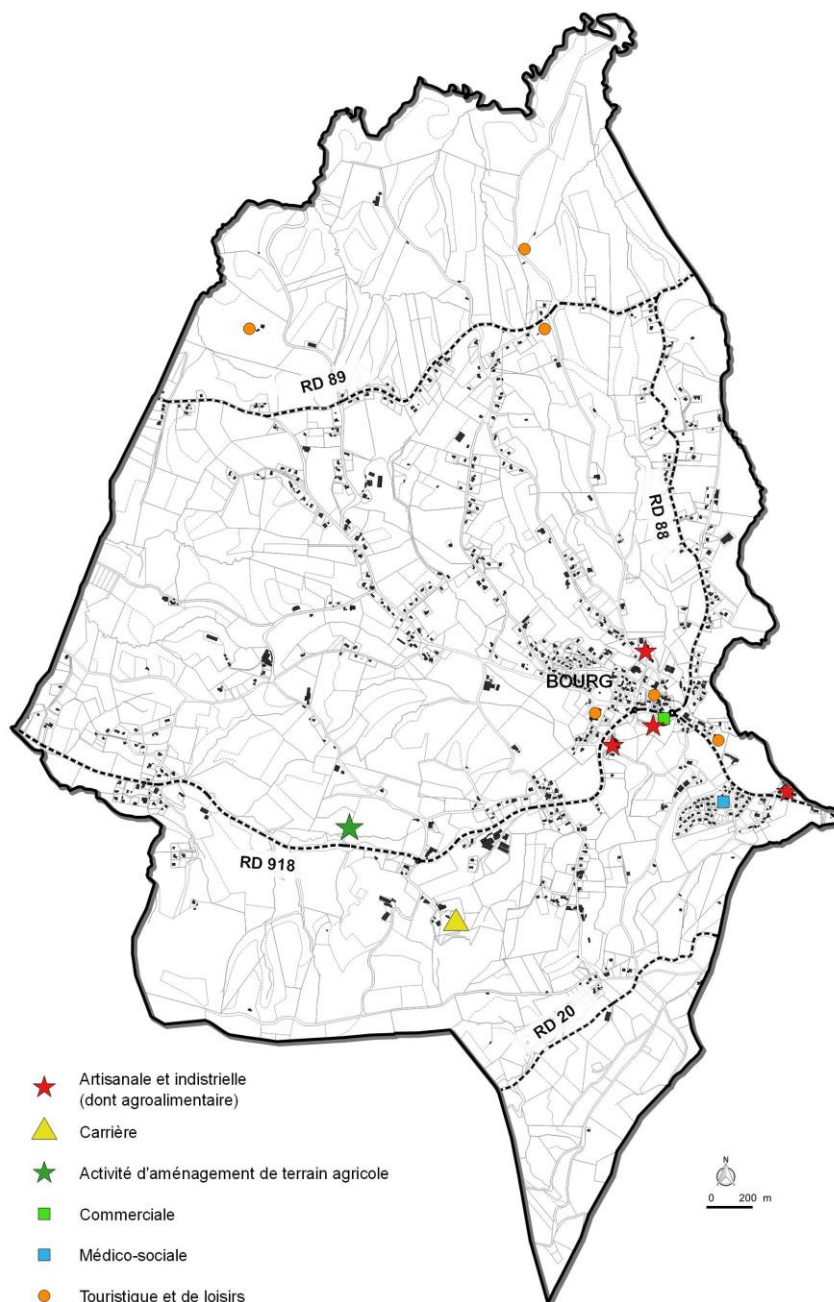 RD 89
RD 88
BOURG
RD 918
RD 20
Artisanale et indistrielle
(dont agroalimentaire)
Carrière
Activité d'aménagement de terrain agricole
Commerciale
Médico-sociale
Touristique et de loisirs
N
0 200 m